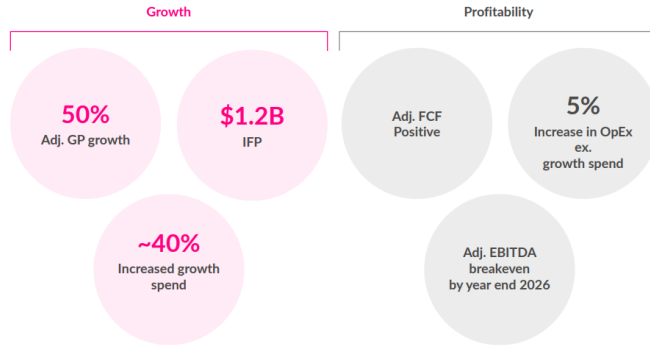 Growth
50%
Adj. GP growth
$1.2B
IFP
~40%
Increased growth
spend
Profitability
Adj. FCF
Positive
5%
Increase in OpEx
ex.
growth spend
Adj. EBITDA
breakeven
by year end 2026